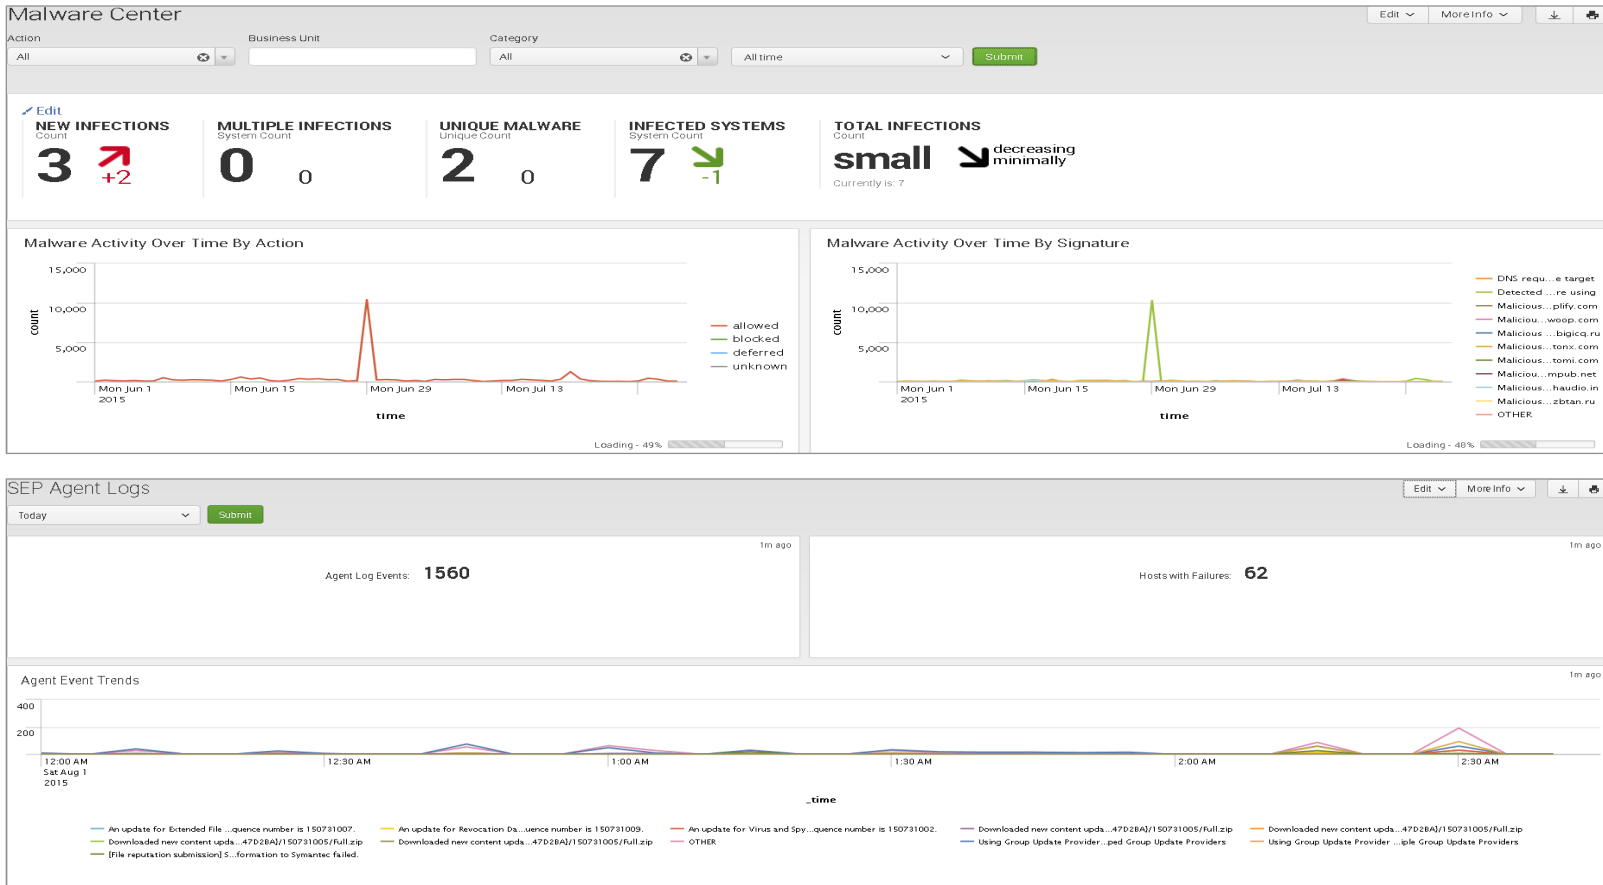 Malware Center
Edit More Info
Action Business Unit Category
All All All time Submit
Edit
NEW INFECTIONS MULTIPLE INFECTIONS UNIQUE MALWARE INFECTED SYSTEMS TOTAL INFECTIONS
Count System Count Unique Count System Count Count
3 +2 0 0 2 0 7 -1 small decreasing minimally
Currently is: 7
Malware Activity Over Time By Action
15,000
10,000
5,000
count
allowed
blocked
deferred
unknown
Mon Jun 1 Mon Jun 15 Mon Jun 29 Mon Jul 13
2015
time
Loading - 49%
Malware Activity Over Time By Signature
15,000
10,000
5,000
count
DNS requ...e target
Detected ...re using
Malicious...plify.com
Maliciou...woop.com
Malicious ...bigicq.ru
Malicious...tonx.com
Malicious...tomi.com
Maliciou...mpub.net
Malicious...haudio.in
Malicious...zbtan.ru
OTHER
Mon Jun 1 Mon Jun 15 Mon Jun 29 Mon Jul 13
2015
time
Loading - 48%
SEP Agent Logs
Edit More Info
Today Submit
1m ago
Agent Log Events: 1560
1m ago
Hosts with Failures: 62
Agent Event Trends
1m ago
400
200
12:00 AM 12:30 AM 1:00 AM 1:30 AM 2:00 AM 2:30 AM
Sat Aug 1
2015
_time
An update for Extended File ...quence number is 150731007. An update for Revocation Da...uence number is 150731009. An update for Virus and Spy...quence number is 150731002. Downloaded new content upda...47D2BA}/150731005/Full.zip Downloaded new content upda...47D2BA}/150731005/Full.zip
Downloaded new content upda...47D2BA}/150731005/Full.zip Downloaded new content upda...47D2BA}/150731005/Full.zip OTHER Using Group Update Provider...ped Group Update Providers Using Group Update Provider ...iple Group Update Providers
[File reputation submission] S...formation to Symantec failed.